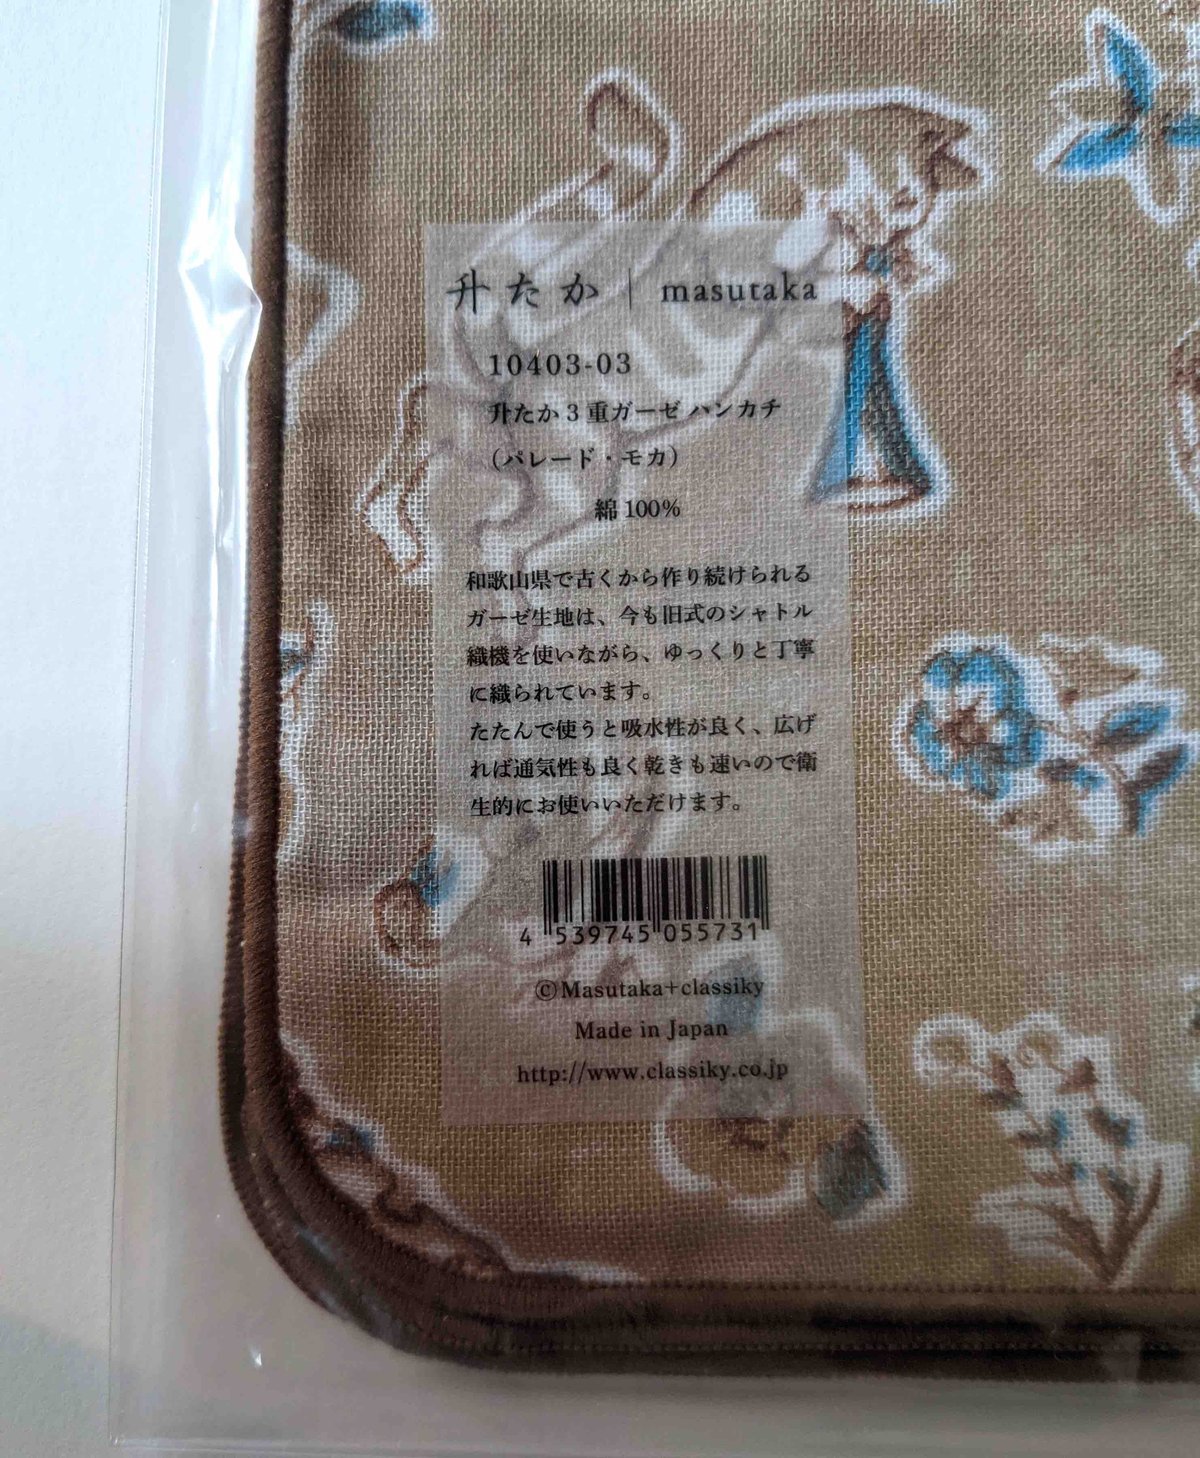 升たか | masutaka
10403-03
升たか3重ガーゼハンカチ
（パレード・モカ）
綿100%
和歌山県で古くから作り続けられる
ガーゼ生地は、今も旧式のシャトル
織機を使いながら、ゆっくりと丁寧
に織られています。
たたんで使うと吸水性が良く、広げ
れば通気性も良く乾きも速いので衛
生的にお使いいただけます。
4 539745 055731
©Masutaka+classiky
Made in Japan
http://www.classiky.co.jp